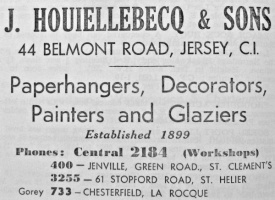 J. HOUIELLEBECQ & SONS
44 BELMONT ROAD, JERSEY, C.I.
Paperhangers, Decorators,
Painters and Glaziers
Established 1899
Phones: Central 2184 (Workshops)
400 — JENVILLE, GREEN ROAD., ST. CLEMENT'S
3255 — 61 STOPFORD ROAD, ST. HELIER
Gorey 733 — CHESTERFIELD, LA ROCQUE